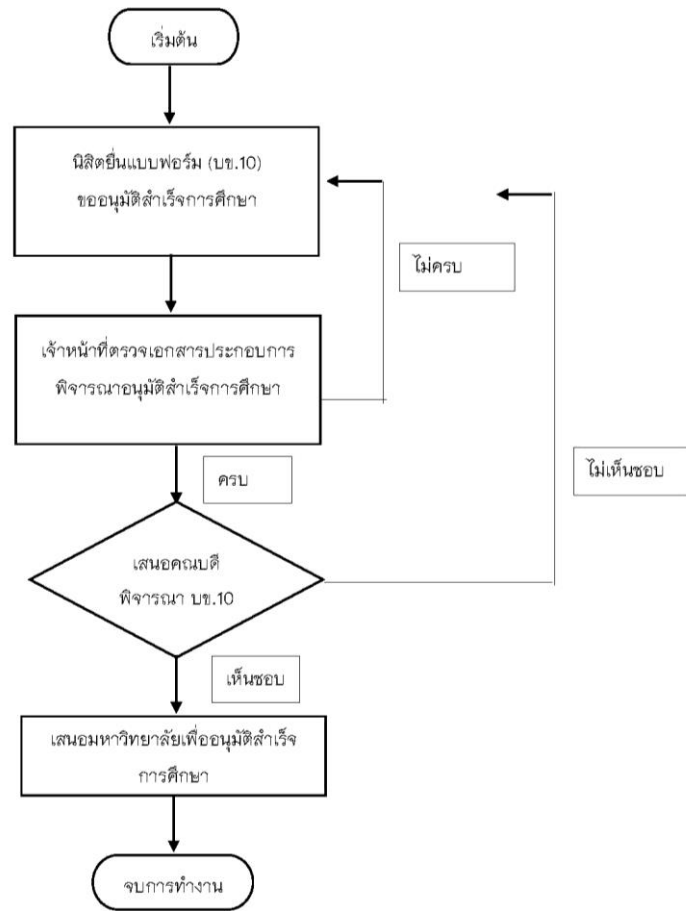 เริ่มต้น
นิสิตยื่นแบบฟอร์ม (บข.10)
ขออนุมัติสำเร็จการศึกษา
ไม่ครบ
เจ้าหน้าที่ตรวจเอกสารประกอบการ
พิจารณาอนุมัติสำเร็จการศึกษา
ครบ
ไม่เห็นชอบ
เสนอคณบดี
พิจารณา บข.10
เห็นชอบ
เสนอมหาวิทยาลัยเพื่ออนุมัติสำเร็จ
การศึกษา
จบการทำงาน